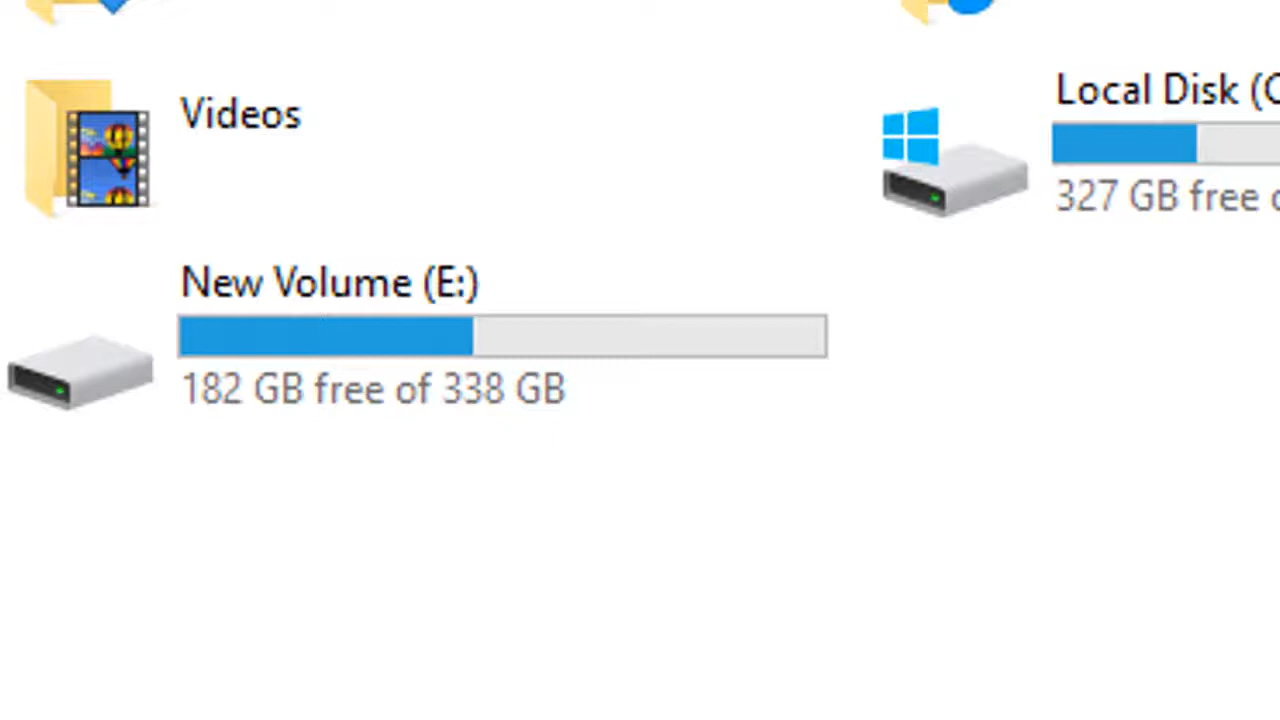 Videos
Local Disk (C
327 GB free
New Volume (E:)
182 GB free of 338 GB